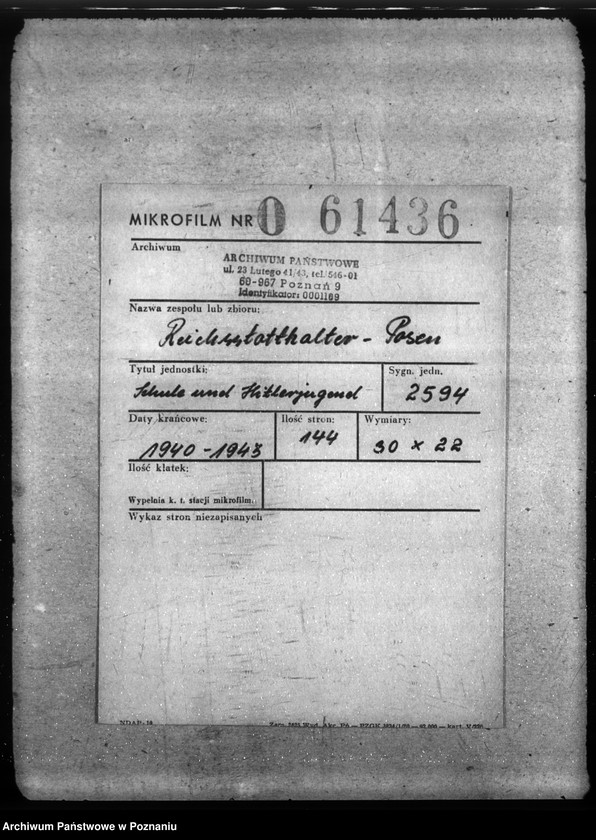 MIKROFILM NR O 61436
Archiwum
ARCHIWUM PAŃSTWOWE
ul. 23 Lutego 41/43, tel. 546-01
60-967 Poznań 9
Identyfikator: 0001169
Nazwa zespołu lub zbioru:
Reichsstatthalter - Posen
Tytuł jednostki:
Schule und Hitlerjugend
Sygn. jedn.
2594
Daty krańcowe:
1940 - 1943
Ilość stron:
144
Wymiary:
30 x 22
Ilość klatek:
Wypełnia k. t. stacji mikrofilm.
Wykaz stron niezapisanych
Archiwum Państwowe w Poznaniu